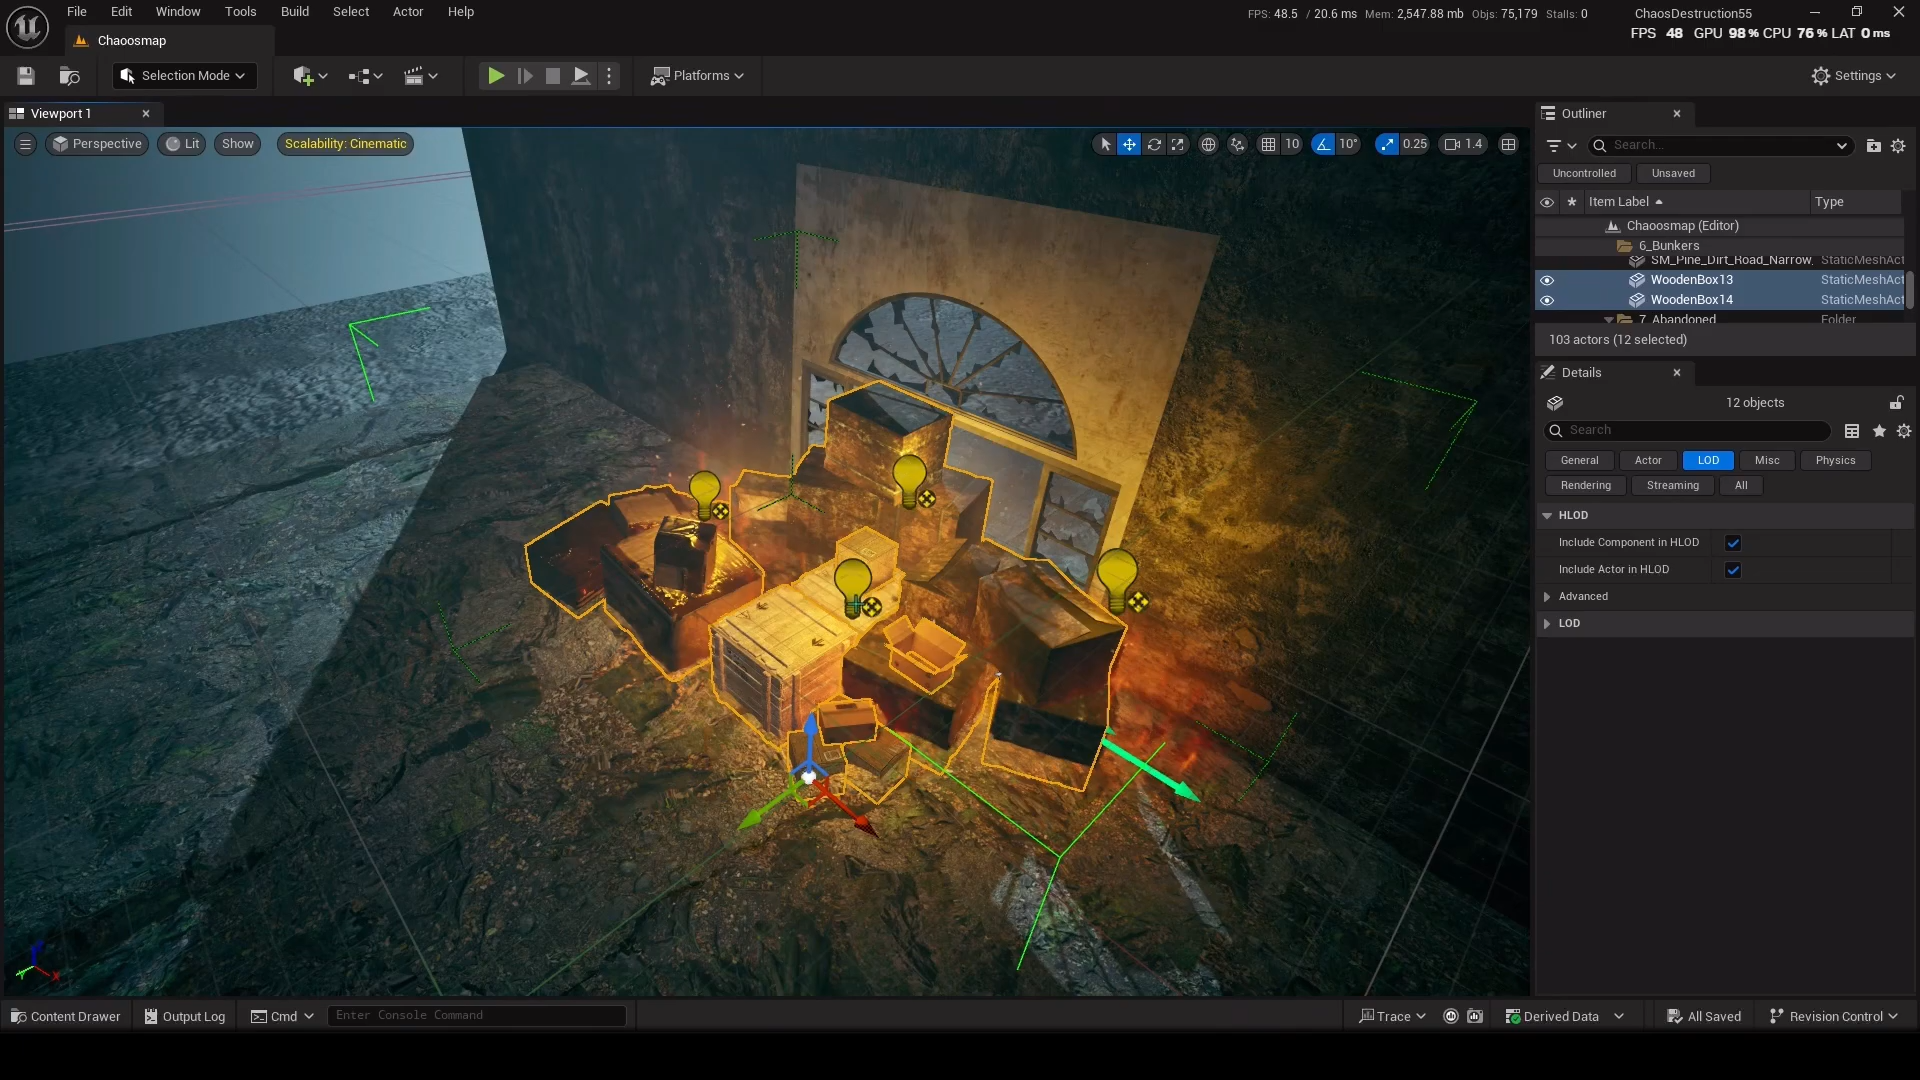 File Edit Window Tools Build Select Actor Help
FPS: 48.5 / 20.6 ms Mem: 2,547.88 mb Objs: 75,179 Stalls: 0
ChaosDestruction55
FPS 48 GPU 98 % CPU 76 % LAT 0 ms
Chaoosmap
Selection Mode
Platforms
Settings
Viewport 1
Perspective
Lit
Show
Scalability: Cinematic
10
10°
0.25
1.4
Outliner
Search...
Uncontrolled
Unsaved
Item Label
Type
Chaoosmap (Editor)
6_Bunkers
SM_Pine_Dirt_Road_Narrow, StaticMeshAct
WoodenBox13 StaticMeshAct
WoodenBox14 StaticMeshAct
7_Abandoned Folder
103 actors (12 selected)
Details
12 objects
Search
General
Actor
LOD
Misc
Physics
Rendering
Streaming
All
HLOD
Include Component in HLOD
Include Actor in HLOD
Advanced
LOD
Content Drawer
Output Log
Cmd
Enter Console Command
Trace
Derived Data
All Saved
Revision Control